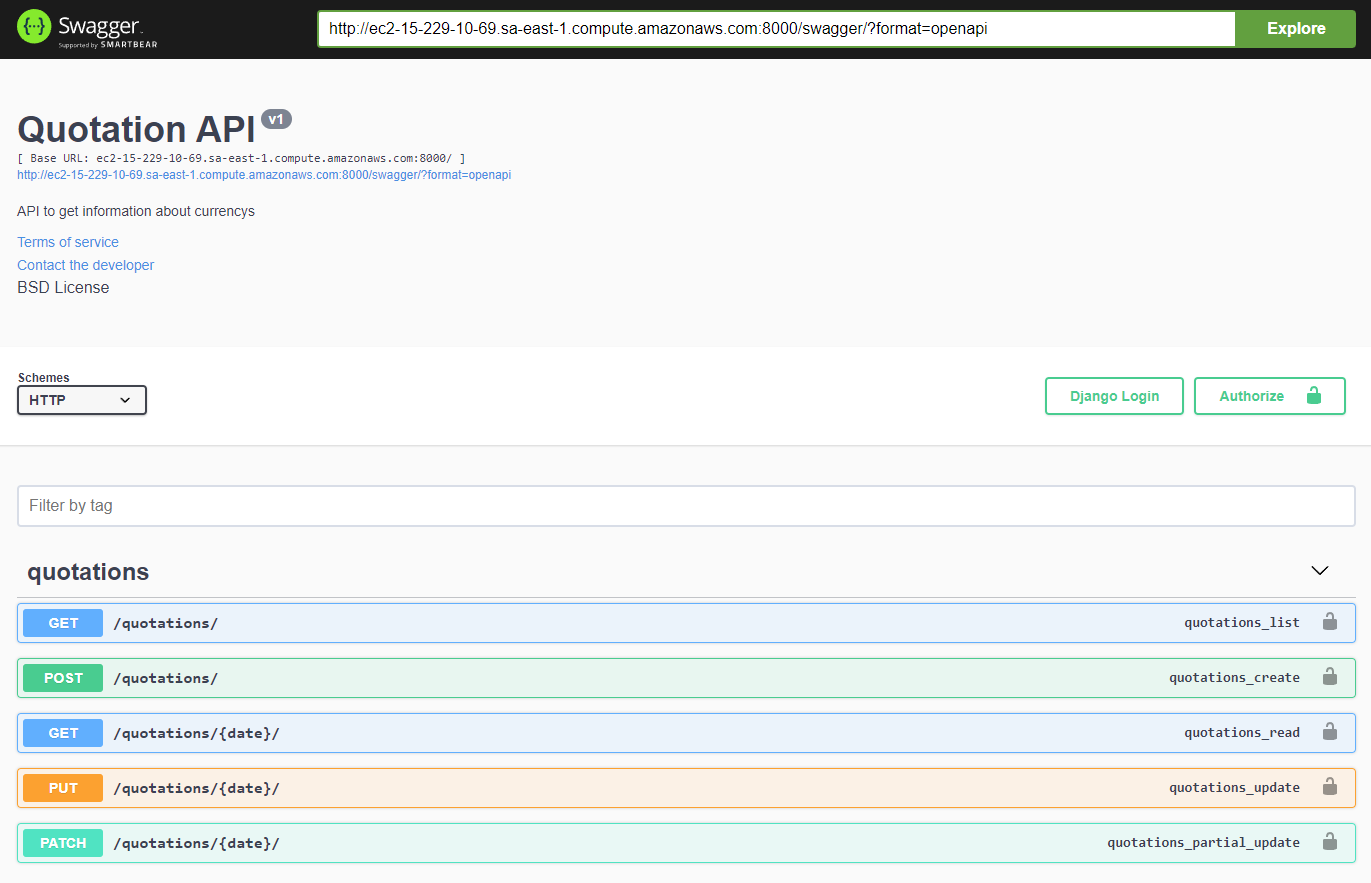 Swagger.
Supported by SMARTBEAR
http://ec2-15-229-10-69.sa-east-1.compute.amazonaws.com:8000/swagger/?format=openapi
Explore
Quotation API v1
[ Base URL: ec2-15-229-10-69.sa-east-1.compute.amazonaws.com:8000/ ]
http://ec2-15-229-10-69.sa-east-1.compute.amazonaws.com:8000/swagger/?format=openapi
API to get information about currencys
Terms of service
Contact the developer
BSD License
Schemes
HTTP
Django Login
Authorize
Filter by tag
quotations
GET /quotations/ quotations_list
POST /quotations/ quotations_create
GET /quotations/{date}/ quotations_read
PUT /quotations/{date}/ quotations_update
PATCH /quotations/{date}/ quotations_partial_update